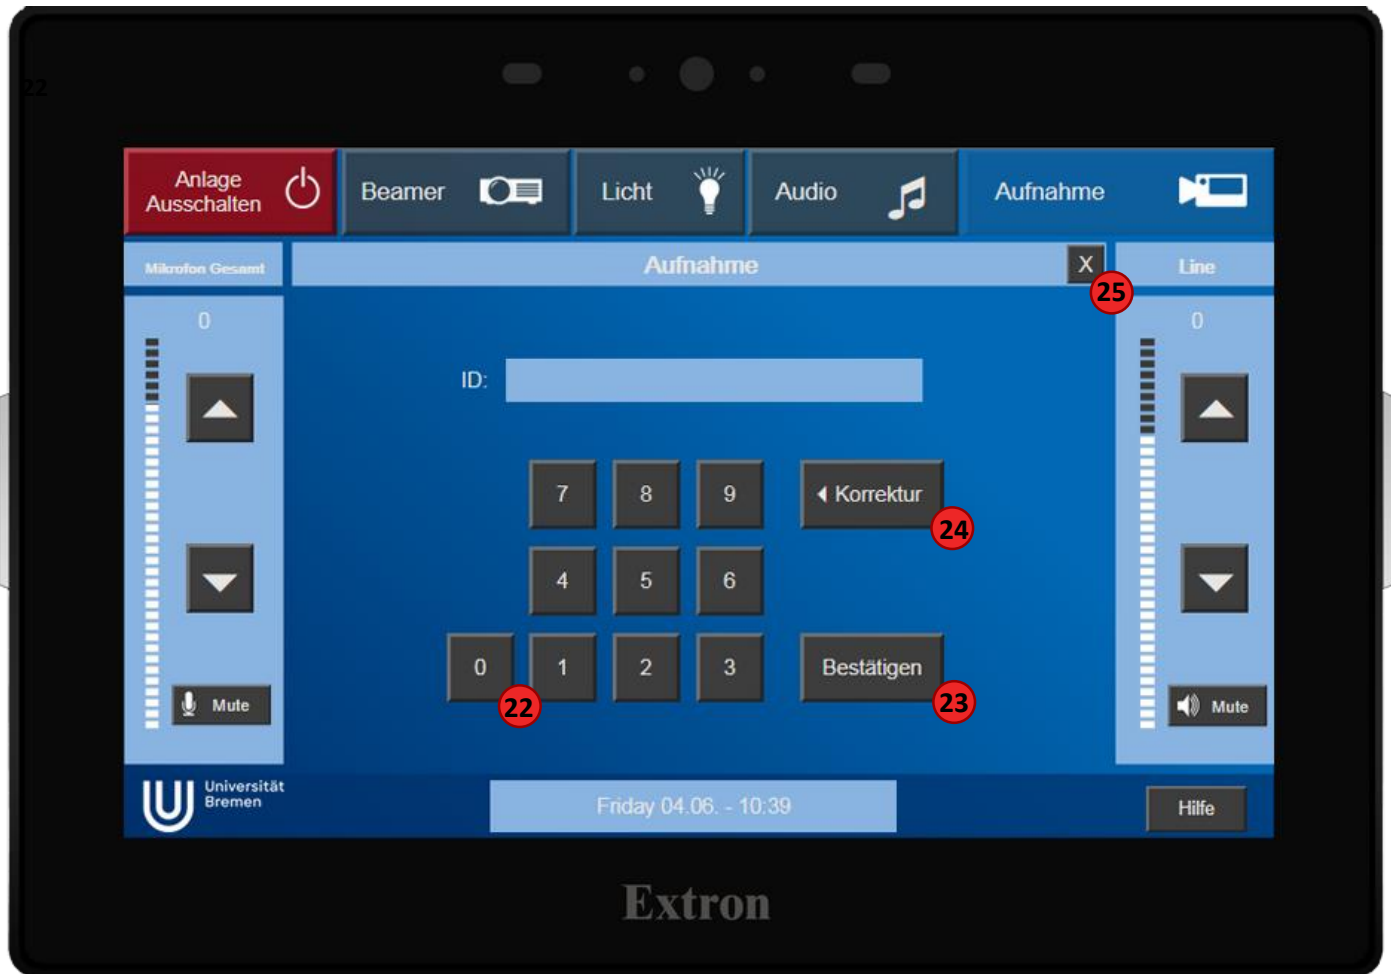 22
Anlage
Ausschalten
Beamer
Licht
Audio
Aufnahme
Mikrofon Gesamt
Aufnahme
X
Line
25
0
0
ID:
7
8
9
Korrektur
24
4
5
6
0
1
2
3
Bestätigen
22
23
Mute
Mute
Universität
Bremen
Friday 04.06. - 10:39
Hilfe
Extron